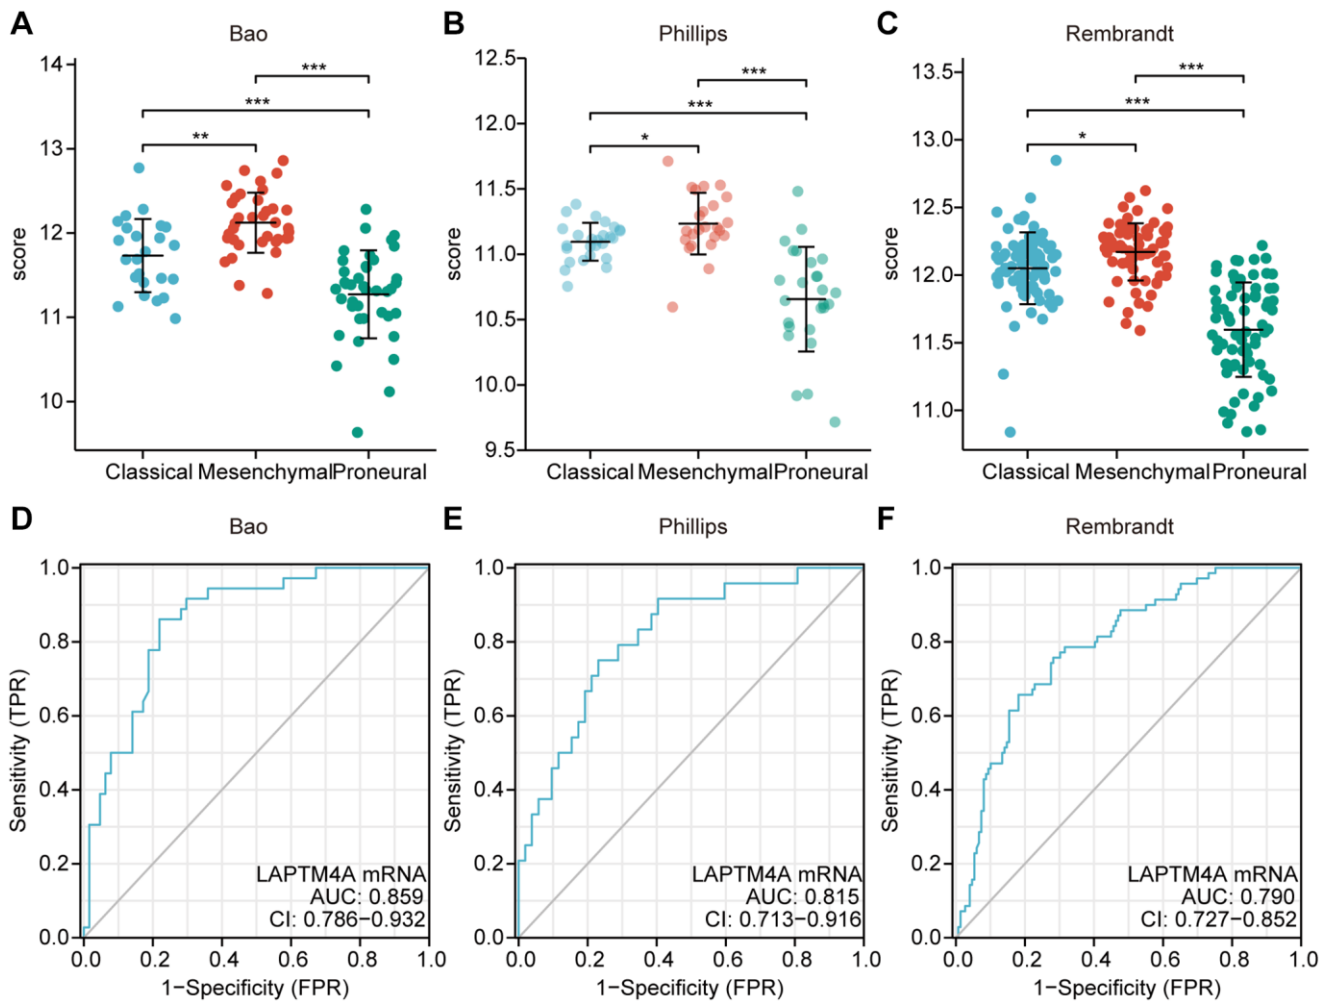 A
Bao
14
13
12
11
10
score
***
***
**
Classical Mesenchymal Proneural
B
Phillips
12.5
12.0
11.5
11.0
10.5
10.0
9.5
score
***
***
*
Classical Mesenchymal Proneural
C
Rembrandt
13.5
13.0
12.5
12.0
11.5
11.0
score
***
***
*
Classical Mesenchymal Proneural
D
Bao
1.0
0.8
0.6
0.4
0.2
0.0
Sensitivity (TPR)
LAPTM4A mRNA
AUC: 0.859
CI: 0.786−0.932
0.0 0.2 0.4 0.6 0.8 1.0
1−Specificity (FPR)
E
Phillips
1.0
0.8
0.6
0.4
0.2
0.0
Sensitivity (TPR)
LAPTM4A mRNA
AUC: 0.815
CI: 0.713−0.916
0.0 0.2 0.4 0.6 0.8 1.0
1−Specificity (FPR)
F
Rembrandt
1.0
0.8
0.6
0.4
0.2
0.0
Sensitivity (TPR)
LAPTM4A mRNA
AUC: 0.790
CI: 0.727−0.852
0.0 0.2 0.4 0.6 0.8 1.0
1−Specificity (FPR)